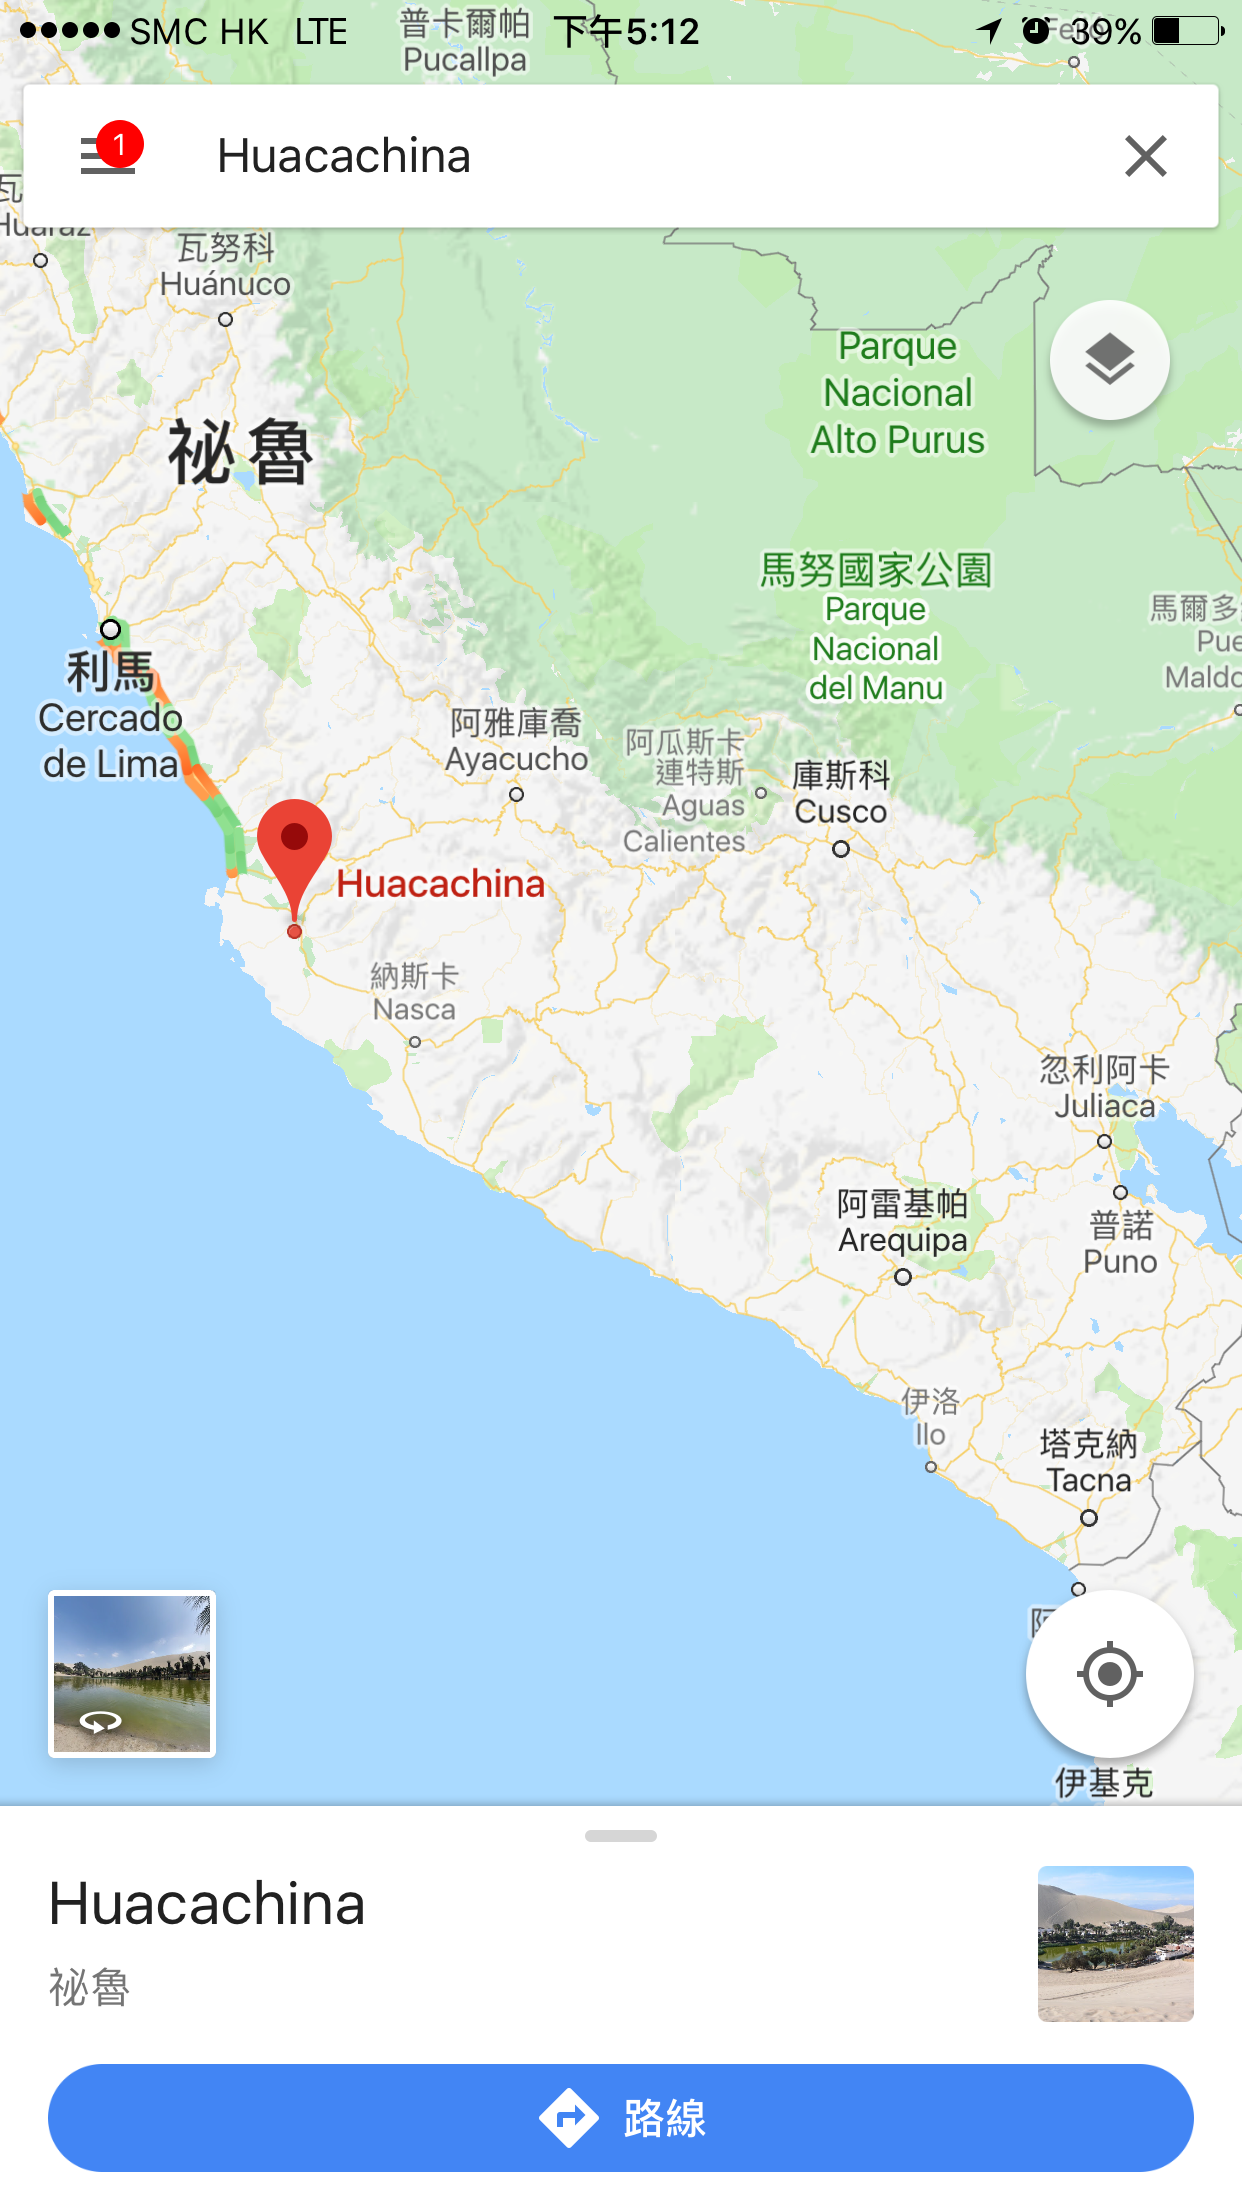 SMC HK LTE 下午5:12 39%
普卡爾帕
Pucallpa
1
Huacachina
Huaraz
瓦努科
Huánuco
祕魯
Parque
Nacional
Alto Purus
馬努國家公園
Parque
Nacional
del Manu
馬爾多
Pue
Maldo
利馬
Cercado
de Lima
阿雅庫喬
Ayacucho
阿瓜斯卡
連特斯
Aguas
Calientes
庫斯科
Cusco
Huacachina
納斯卡
Nasca
忽利阿卡
Juliaca
阿雷基帕
Arequipa
普諾
Puno
伊洛
Ilo
塔克納
Tacna
伊基克
Huacachina
祕魯
路線